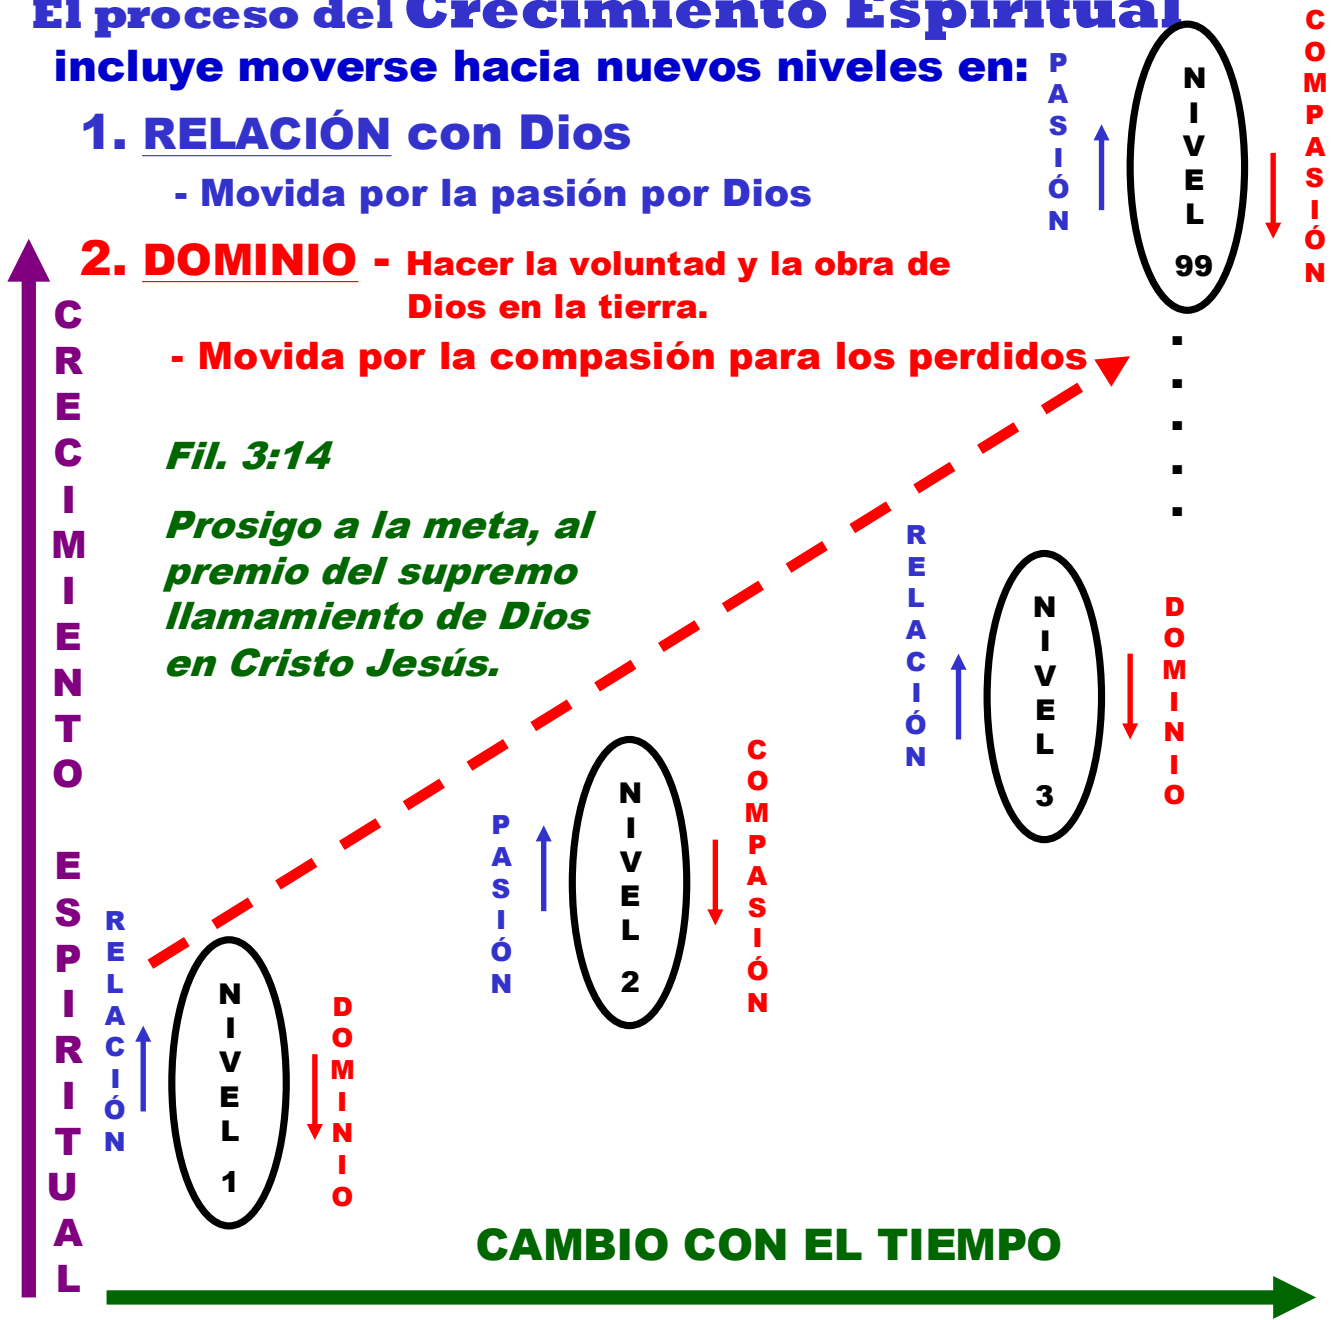 El proceso del Crecimiento Espiritual
incluye moverse hacia nuevos niveles en:
1. RELACIÓN con Dios
- Movida por la pasión por Dios
2. DOMINIO - Hacer la voluntad y la obra de
Dios en la tierra.
- Movida por la compasión para los perdidos
Fil. 3:14
Prosigo a la meta, al
premio del supremo
llamamiento de Dios
en Cristo Jesús.
CRECIMIENTO ESPIRITUAL
RELACIÓN
NIVEL 1
DOMINIO
PASIÓN
NIVEL 2
COMPASIÓN
RELACIÓN
NIVEL 3
DOMINIO
PASIÓN
NIVEL 99
COMPASIÓN
CAMBIO CON EL TIEMPO